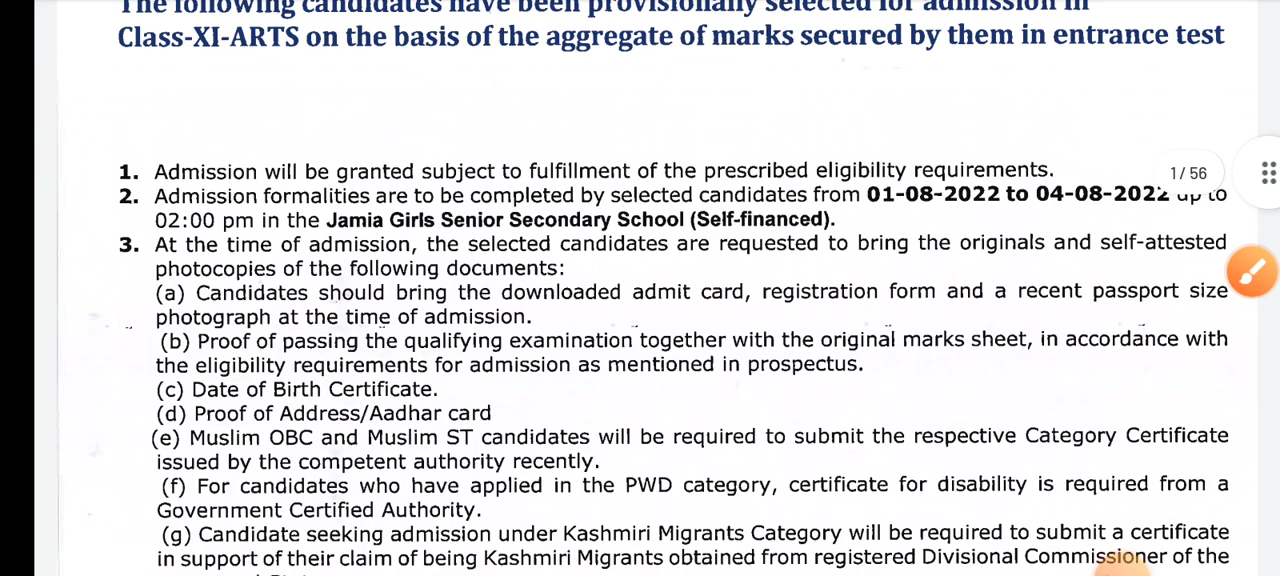 The following candidates have been provisionally selected for admission in
Class-XI-ARTS on the basis of the aggregate of marks secured by them in entrance test
1. Admission will be granted subject to fulfillment of the prescribed eligibility requirements.
1/56
2. Admission formalities are to be completed by selected candidates from 01-08-2022 to 04-08-2022 up to
02:00 pm in the Jamia Girls Senior Secondary School (Self-financed).
3. At the time of admission, the selected candidates are requested to bring the originals and self-attested
photocopies of the following documents:
(a) Candidates should bring the downloaded admit card, registration form and a recent passport size
photograph at the time of admission.
(b) Proof of passing the qualifying examination together with the original marks sheet, in accordance with
the eligibility requirements for admission as mentioned in prospectus.
(c) Date of Birth Certificate.
(d) Proof of Address/Aadhar card
(e) Muslim OBC and Muslim ST candidates will be required to submit the respective Category Certificate
issued by the competent authority recently.
(f) For candidates who have applied in the PWD category, certificate for disability is required from a
Government Certified Authority.
(g) Candidate seeking admission under Kashmiri Migrants Category will be required to submit a certificate
in support of their claim of being Kashmiri Migrants obtained from registered Divisional Commissioner of the